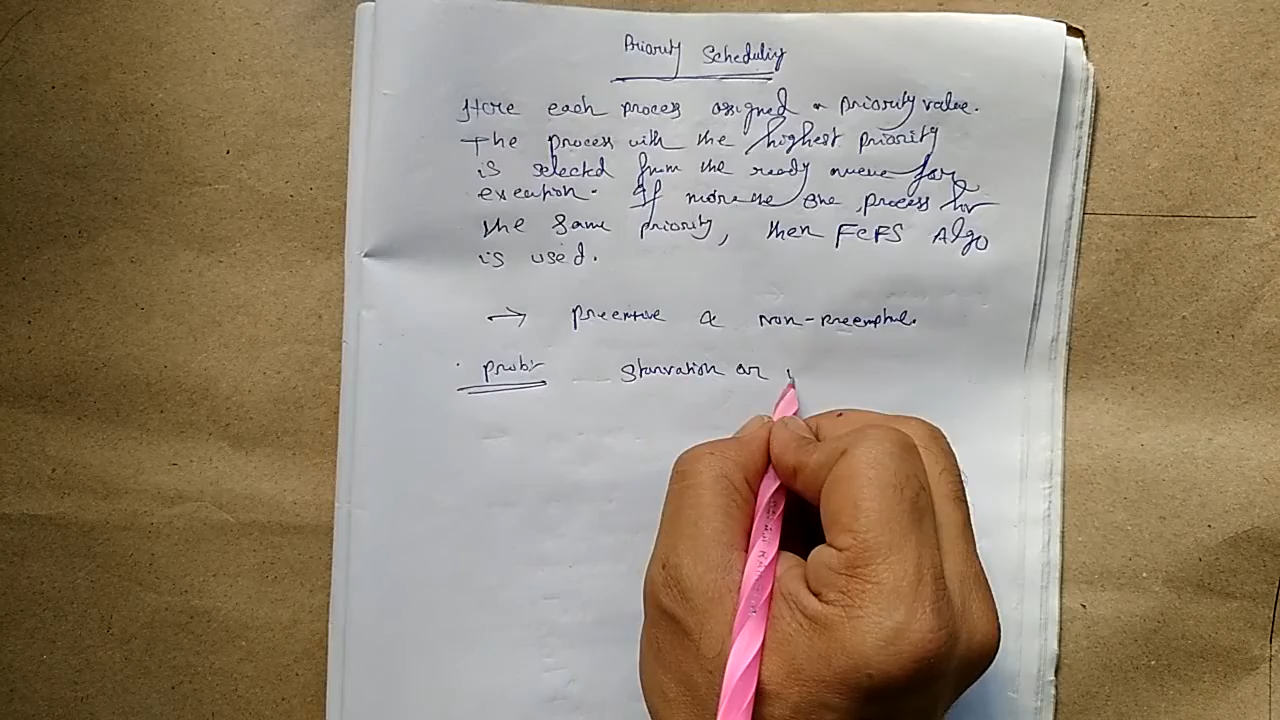 Priority Scheduling
Here each process assigned a priority value.
The process with the highest priority
is selected from the ready queue for
execution. If more the one process hv
the same priority, then FCFS Algo
is used.
→ Preemtive & Non-Preemptive.
Prob:- Starvation or